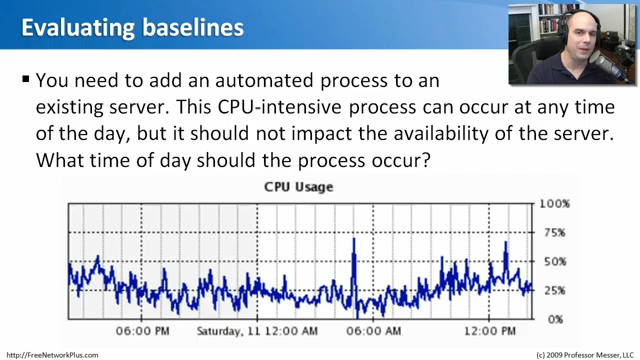 Evaluating baselines
You need to add an automated process to an
existing server. This CPU-intensive process can occur at any time
of the day, but it should not impact the availability of the server.
What time of day should the process occur?
CPU Usage
100%
75%
50%
25%
0%
06:00 PM Saturday, 11 12:00 AM 06:00 AM 12:00 PM
http://FreeNetworkPlus.com (c) 2009 Professor Messer, LLC